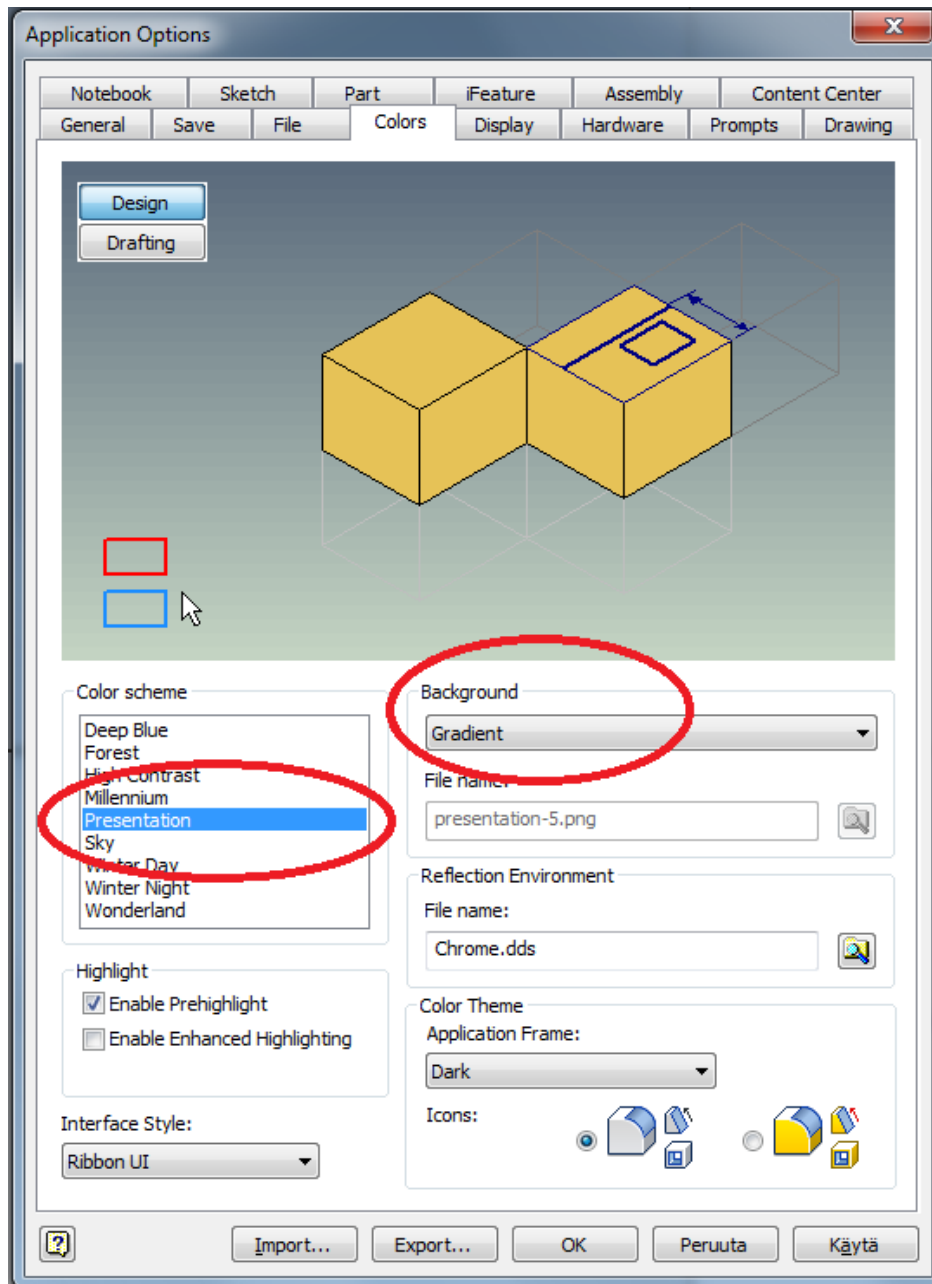 Application Options
Notebook Sketch Part iFeature Assembly Content Center
General Save File Colors Display Hardware Prompts Drawing
Design
Drafting
Color scheme
Deep Blue
Forest
High Contrast
Millennium
Presentation
Sky
Winter Day
Winter Night
Wonderland
Background
Gradient
File name:
presentation-5.png
Reflection Environment
File name:
Chrome.dds
Highlight
Enable Prehighlight
Enable Enhanced Highlighting
Color Theme
Application Frame:
Dark
Icons:
Interface Style:
Ribbon UI
Import... Export... OK Peruuta Käytä